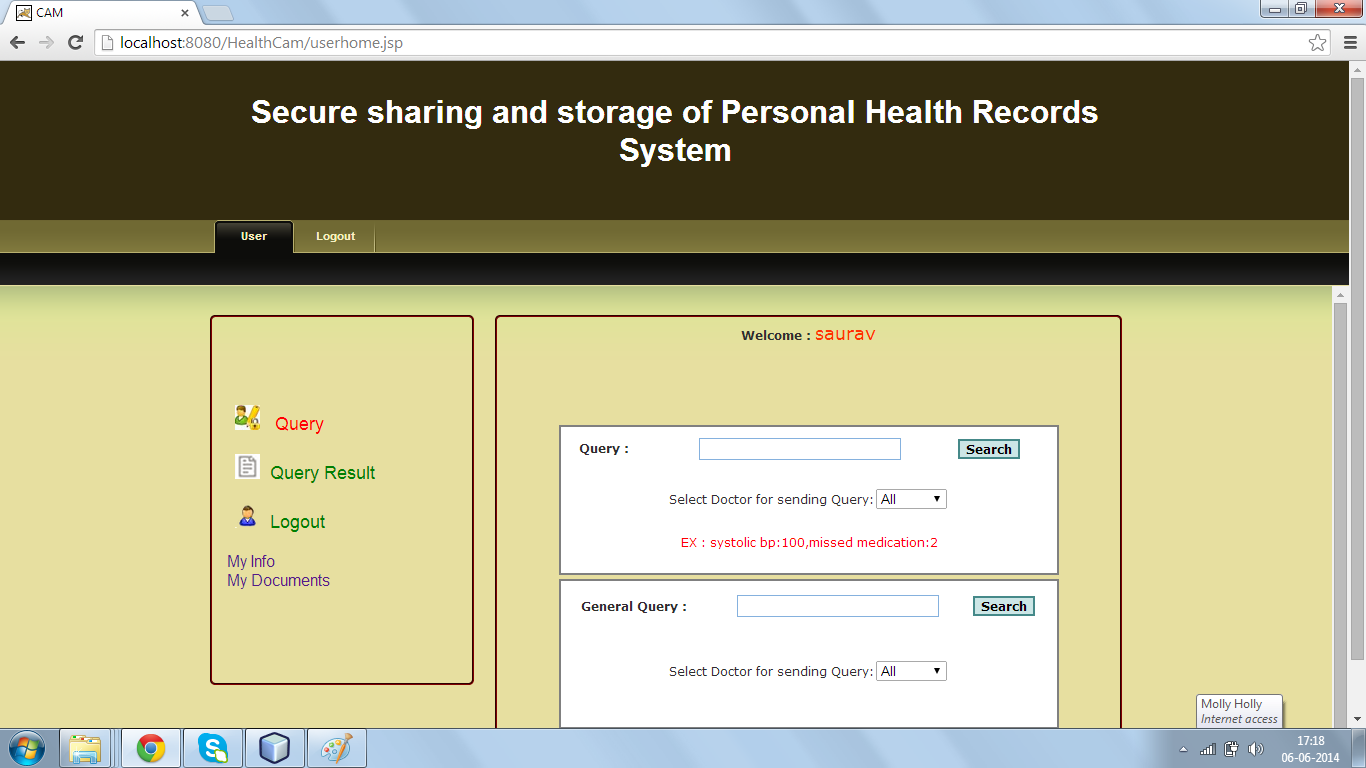 CAM
localhost:8080/HealthCam/userhome.jsp
Secure sharing and storage of Personal Health Records
System
User
Logout
Welcome : saurav
Query
Query Result
Logout
My Info
My Documents
Query :
Search
Select Doctor for sending Query: All
EX : systolic bp:100,missed medication:2
General Query :
Search
Select Doctor for sending Query: All
Molly Holly
Internet access
17:18
06-06-2014